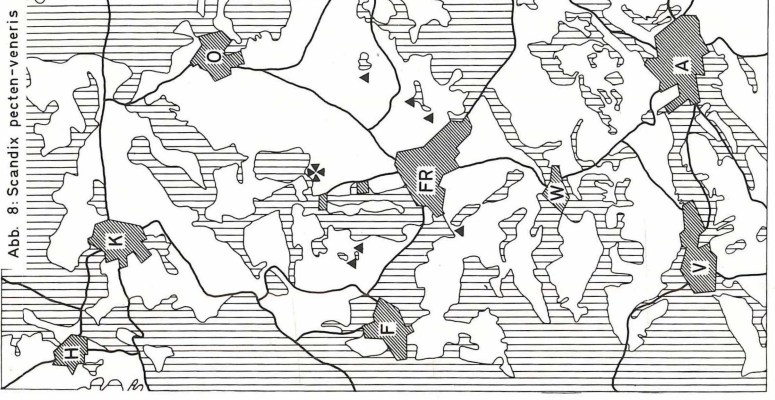 Abb. 8: Scandix pecten-veneris
H
K
O
F
FR
W
V
A